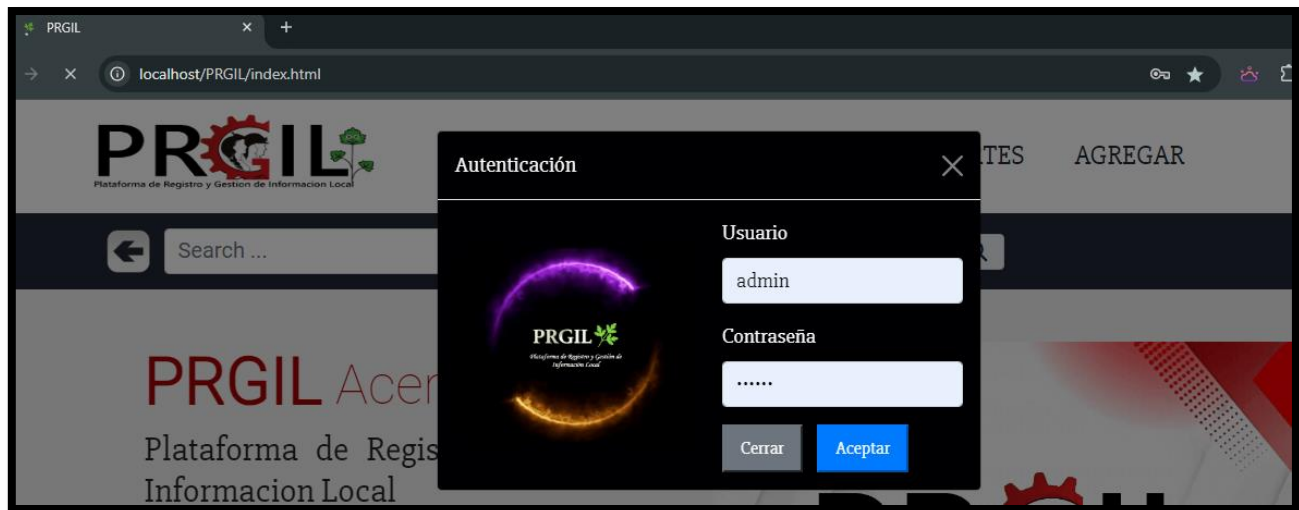 PRGIL
localhost/PRGIL/index.html
PRGIL
Plataforma de Registro y Gestión de Informacion Local
Autenticación
TES AGREGAR
Search ...
Usuario
admin
PRGIL
Plataforma de Registro y Gestión de
Información Local
Contraseña
......
PRGIL Acer
Plataforma de Regis
Informacion Local
Cerrar Aceptar